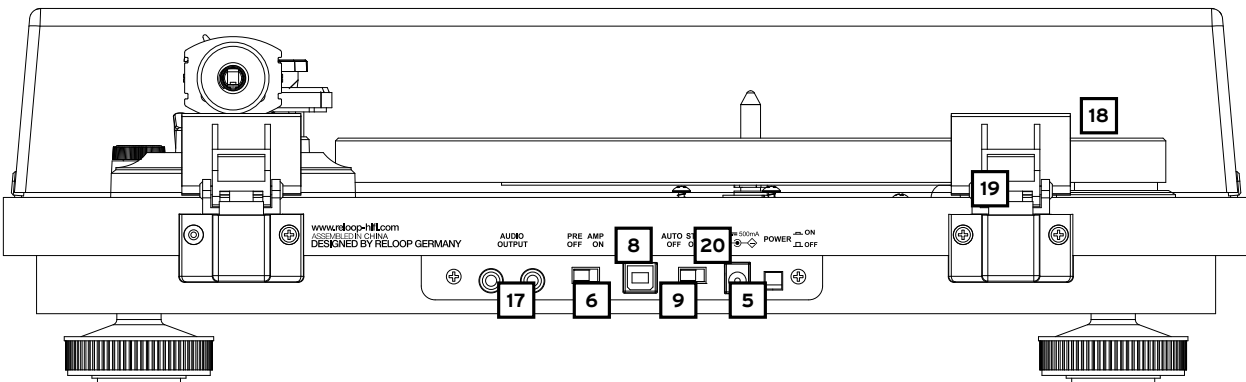 18
19
www.reloop-hifi.com
ASSEMBLED IN CHINA
DESIGNED BY RELOOP GERMANY
AUDIO
OUTPUT
PRE AMP
OFF ON
8
AUTO
OFF
20
500mA
POWER
ON
OFF
17
6
9
5